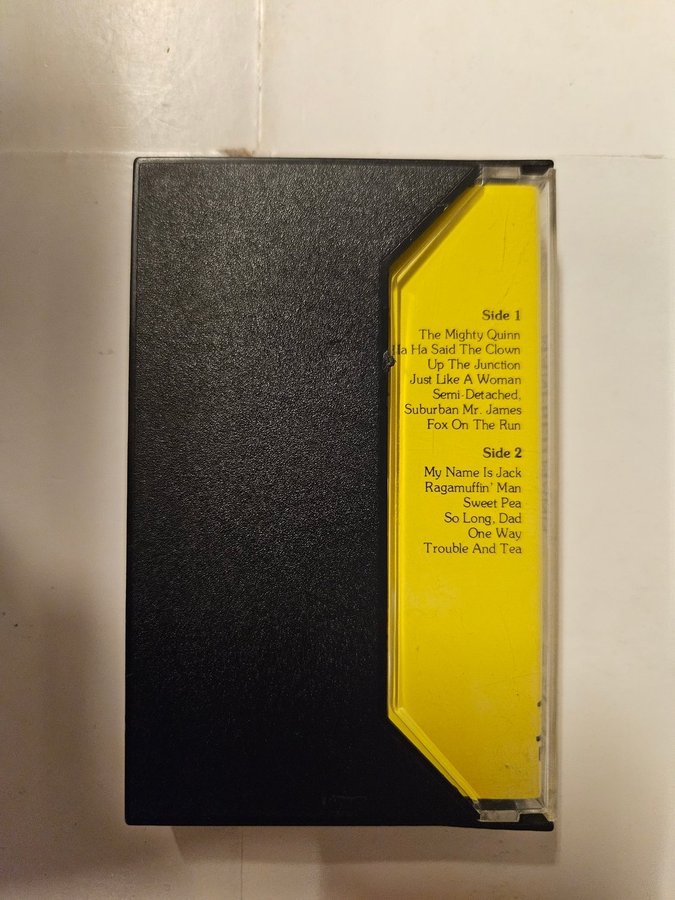 Side 1
The Mighty Quinn
Ha Ha Said The Clown
Up The Junction
Just Like A Woman
Semi-Detached,
Suburban Mr. James
Fox On The Run
Side 2
My Name Is Jack
Ragamuffin' Man
Sweet Pea
So Long, Dad
One Way
Trouble And Tea